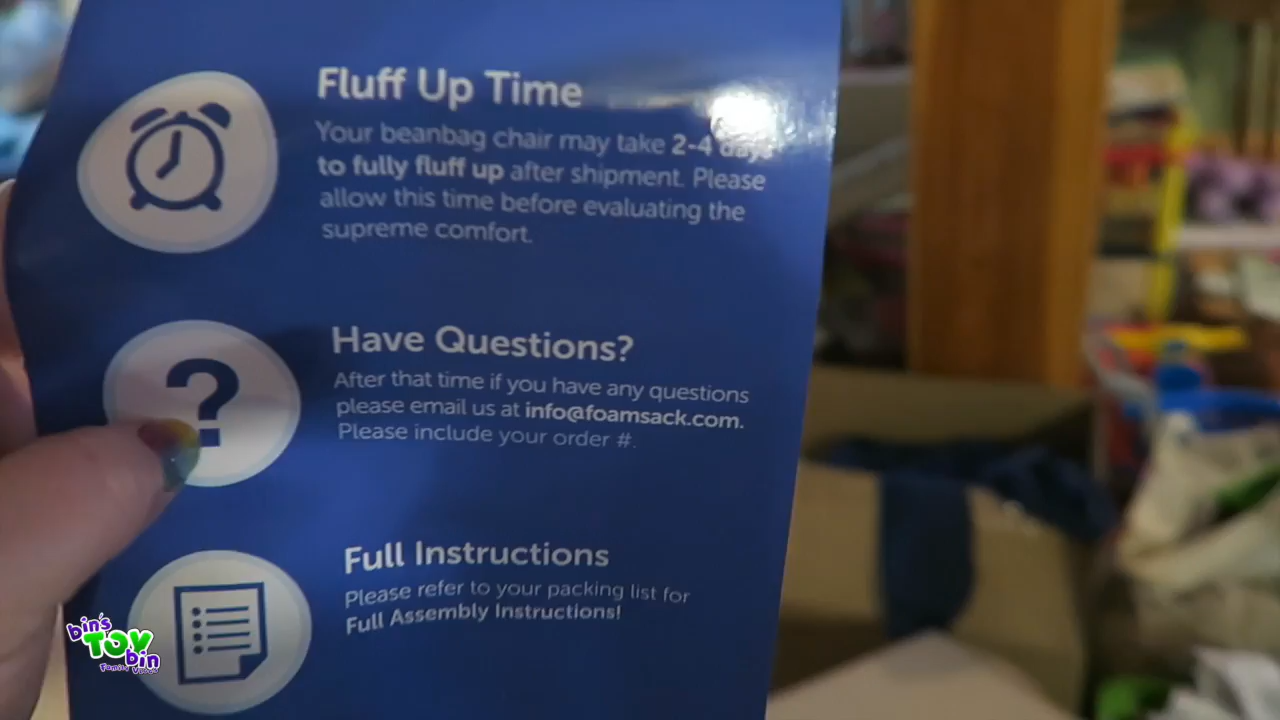 Fluff Up Time
Your beanbag chair may take 2-4 days
to fully fluff up after shipment. Please
allow this time before evaluating the
supreme comfort.
Have Questions?
After that time if you have any questions
please email us at info@foamsack.com.
Please include your order #.
Full Instructions
Please refer to your packing list for
Full Assembly Instructions!
bin's
TOY
bin
Family Vlogs